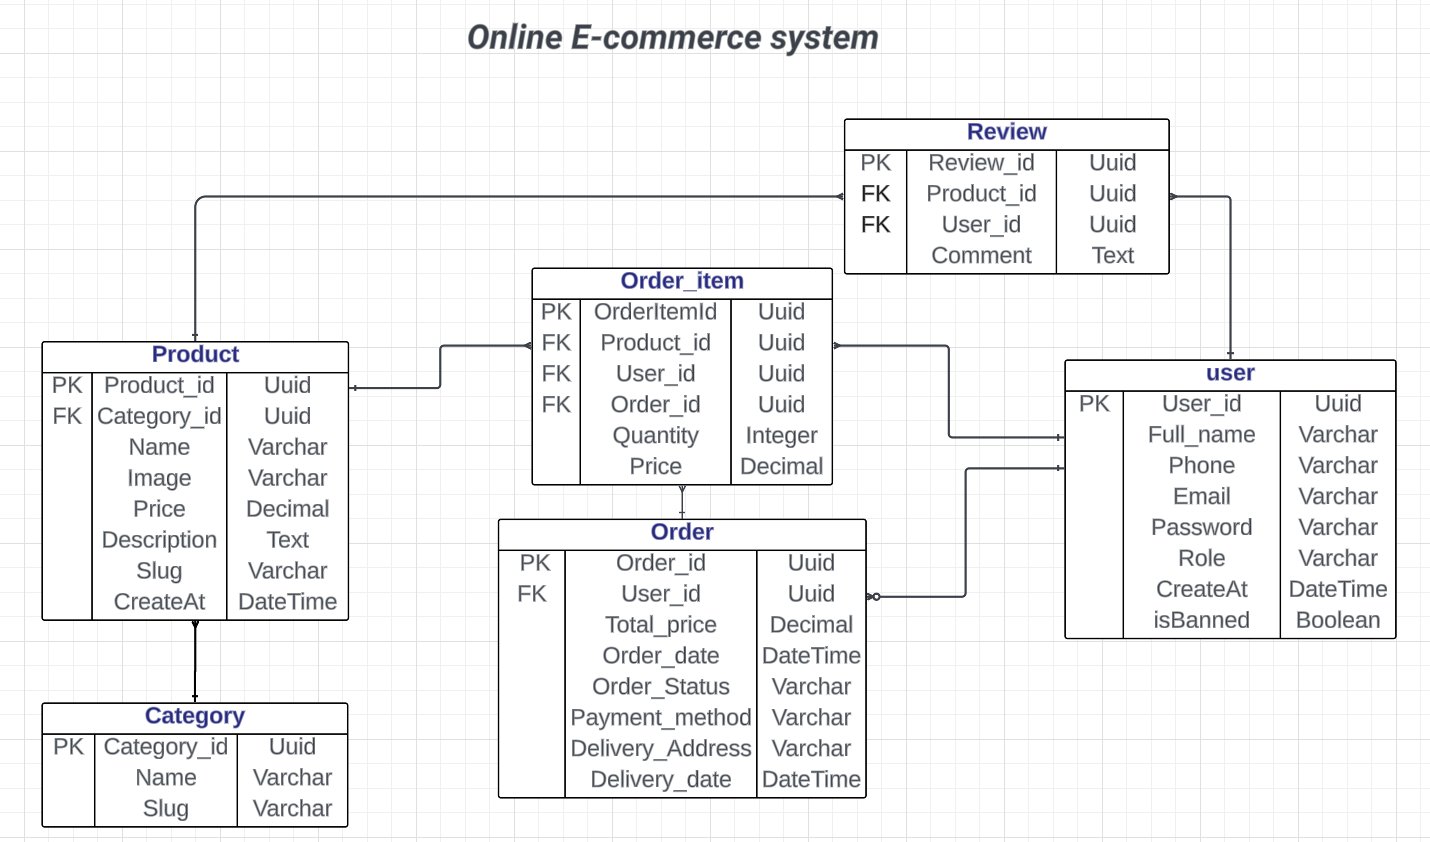 Online E-commerce system
Review
PK Review_id Uuid
FK Product_id Uuid
FK User_id Uuid
Comment Text
Order_item
PK OrderItemId Uuid
FK Product_id Uuid
FK User_id Uuid
FK Order_id Uuid
Quantity Integer
Price Decimal
Product
PK Product_id Uuid
FK Category_id Uuid
Name Varchar
Image Varchar
Price Decimal
Description Text
Slug Varchar
CreateAt DateTime
user
PK User_id Uuid
Full_name Varchar
Phone Varchar
Email Varchar
Password Varchar
Role Varchar
CreateAt DateTime
isBanned Boolean
Order
PK Order_id Uuid
FK User_id Uuid
Total_price Decimal
Order_date DateTime
Order_Status Varchar
Payment_method Varchar
Delivery_Address Varchar
Delivery_date DateTime
Category
PK Category_id Uuid
Name Varchar
Slug Varchar